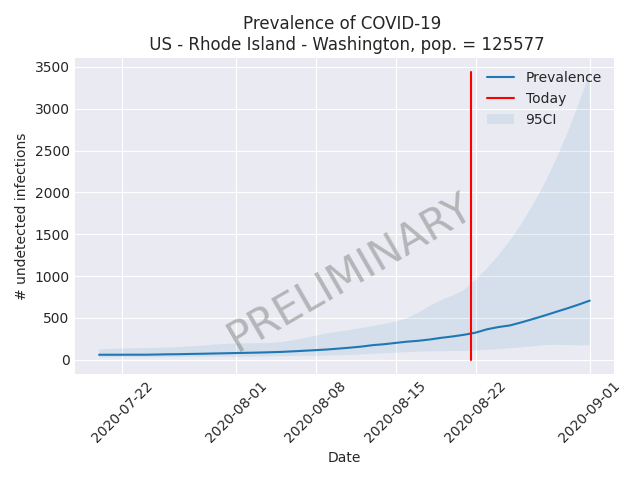 Prevalence of COVID-19
US - Rhode Island - Washington, pop. = 125577
3500
3000
2500
2000
1500
1000
500
0
# undetected infections
Prevalence
Today
95CI
PRELIMINARY
2020-07-22
2020-08-01
2020-08-08
2020-08-15
2020-08-22
2020-09-01
Date